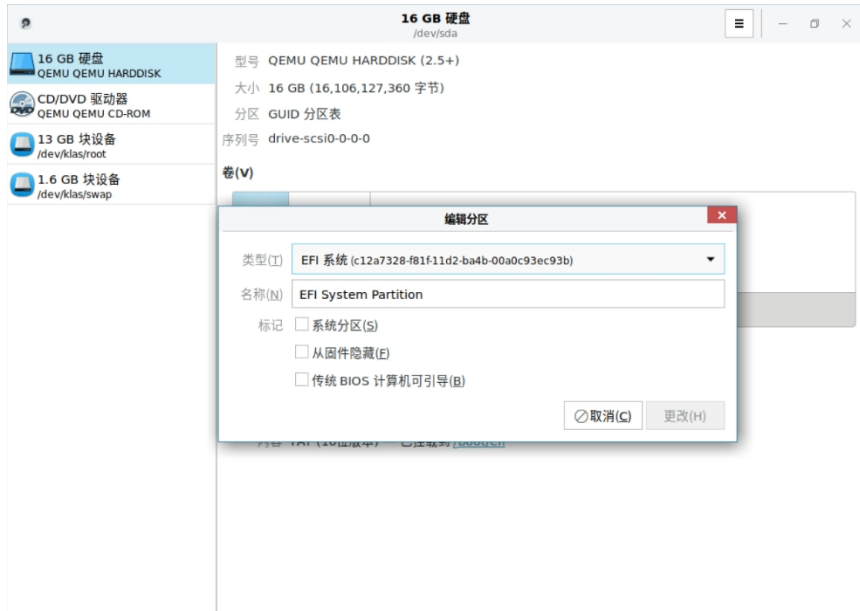 16 GB 硬盘
/dev/sda
16 GB 硬盘
QEMU QEMU HARDDISK
CD/DVD 驱动器
QEMU QEMU CD-ROM
13 GB 块设备
/dev/klas/root
1.6 GB 块设备
/dev/klas/swap
型号 QEMU QEMU HARDDISK (2.5+)
大小 16 GB (16,106,127,360 字节)
分区 GUID 分区表
序列号 drive-scsi0-0-0-0
卷(V)
编辑分区
类型(T) EFI 系统 (c12a7328-f81f-11d2-ba4b-00a0c93ec93b)
名称(N) EFI System Partition
标记 系统分区(S)
从固件隐藏(F)
传统 BIOS 计算机可引导(B)
取消(C) 更改(H)